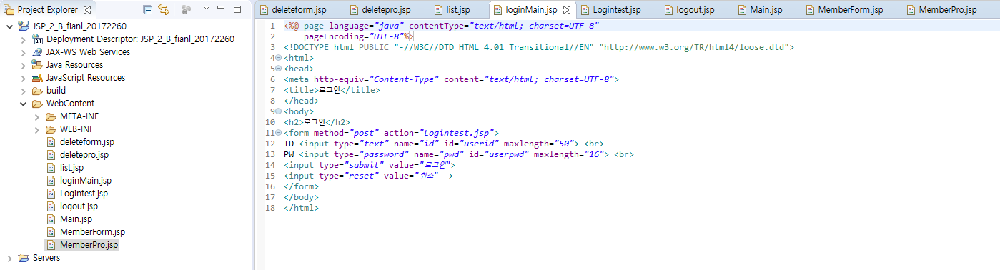 Project Explorer
JSP_2_B_fianl_20172260
Deployment Descriptor: JSP_2_B_fianl_20172260
JAX-WS Web Services
Java Resources
JavaScript Resources
build
WebContent
META-INF
WEB-INF
deleteform.jsp
deletepro.jsp
list.jsp
loginMain.jsp
Logintest.jsp
logout.jsp
Main.jsp
MemberForm.jsp
MemberPro.jsp
Servers
deleteform.jsp deletepro.jsp list.jsp loginMain.jsp Logintest.jsp logout.jsp Main.jsp MemberForm.jsp MemberPro.jsp
1 <%@ page language="java" contentType="text/html; charset=UTF-8"
2     pageEncoding="UTF-8"%>
3 <!DOCTYPE html PUBLIC "-//W3C//DTD HTML 4.01 Transitional//EN" "http://www.w3.org/TR/html4/loose.dtd">
4 <html>
5 <head>
6 <meta http-equiv="Content-Type" content="text/html; charset=UTF-8">
7 <title>로그인</title>
8 </head>
9 <body>
10 <h2>로그인</h2>
11 <form method="post" action="Logintest.jsp">
12 ID <input type="text" name="id" id="userid" maxlength="50"> <br>
13 PW <input type="password" name="pwd" id="userpwd" maxlength="16"> <br>
14 <input type="submit" value="로그인">
15 <input type="reset" value="취소"  >
16 </form>
17 </body>
18 </html>